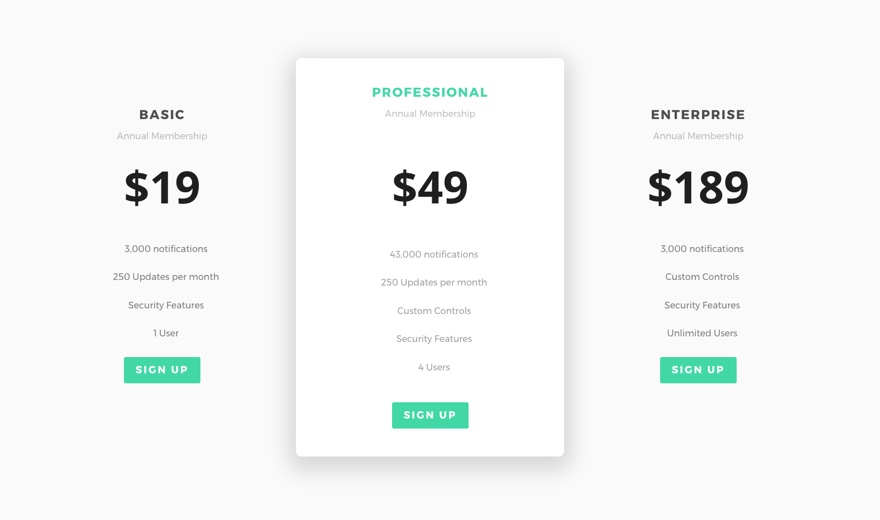 BASIC
Annual Membership
$19
3,000 notifications
250 Updates per month
Security Features
1 User
SIGN UP
PROFESSIONAL
Annual Membership
$49
43,000 notifications
250 Updates per month
Custom Controls
Security Features
4 Users
SIGN UP
ENTERPRISE
Annual Membership
$189
3,000 notifications
Custom Controls
Security Features
Unlimited Users
SIGN UP